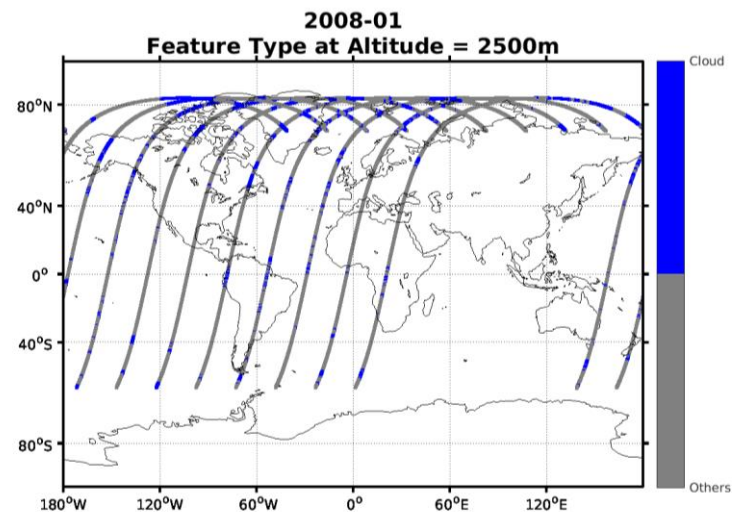 2008-01
Feature Type at Altitude = 2500m
Cloud
80°N
40°N
0°
40°S
80°S
Others
180°W 120°W 60°W 0° 60°E 120°E